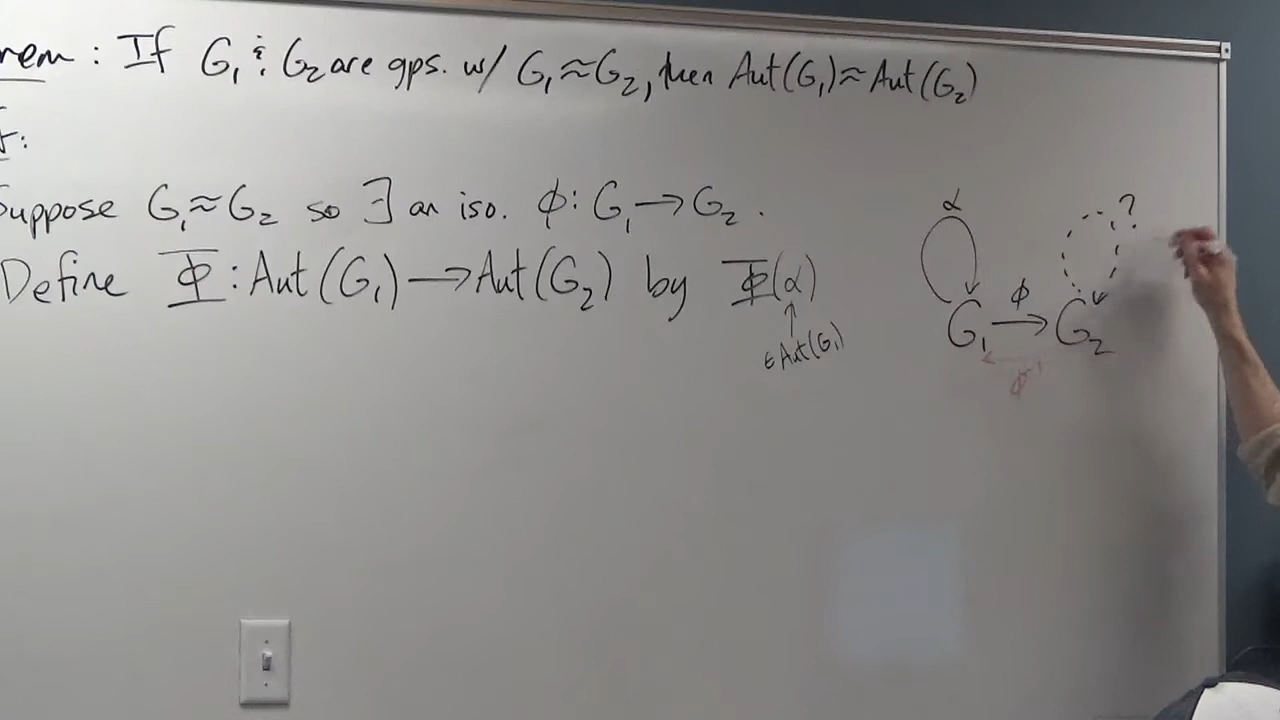 rem: If G₁ & G₂ are gps. w/ G₁≈G₂, then Aut(G₁)≈Aut(G₂)
f:
Suppose G₁≈G₂ so ∃ an iso. ϕ: G₁→G₂.
Define Φ: Aut(G₁)→Aut(G₂) by Φ(α)
↑
∈Aut(G₁)
α ?
ϕ
G₁ → G₂
←
ϕ⁻¹